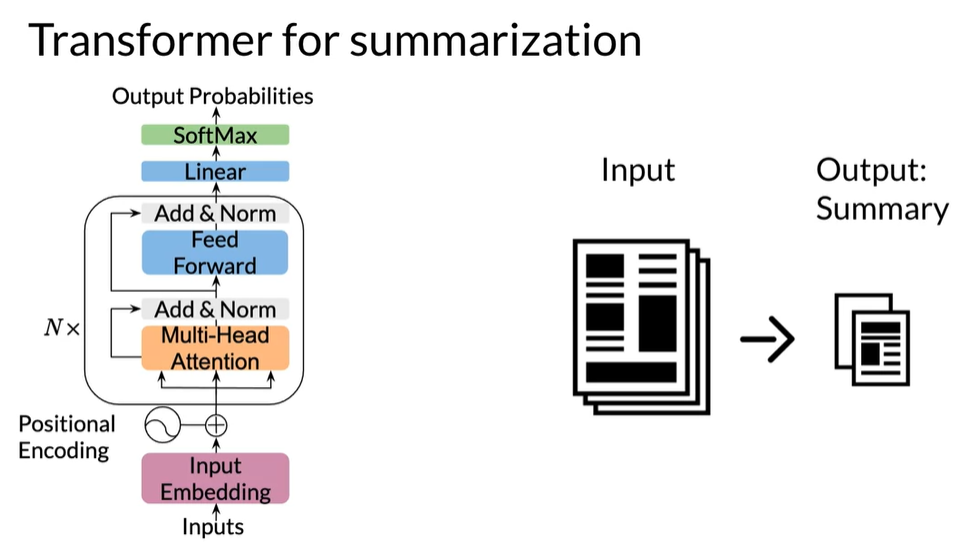 Transformer for summarization
Output Probabilities
SoftMax
Linear
Add & Norm
Feed
Forward
Add & Norm
Multi-Head
Attention
N×
Positional
Encoding
Input
Embedding
Inputs
Input
Output:
Summary